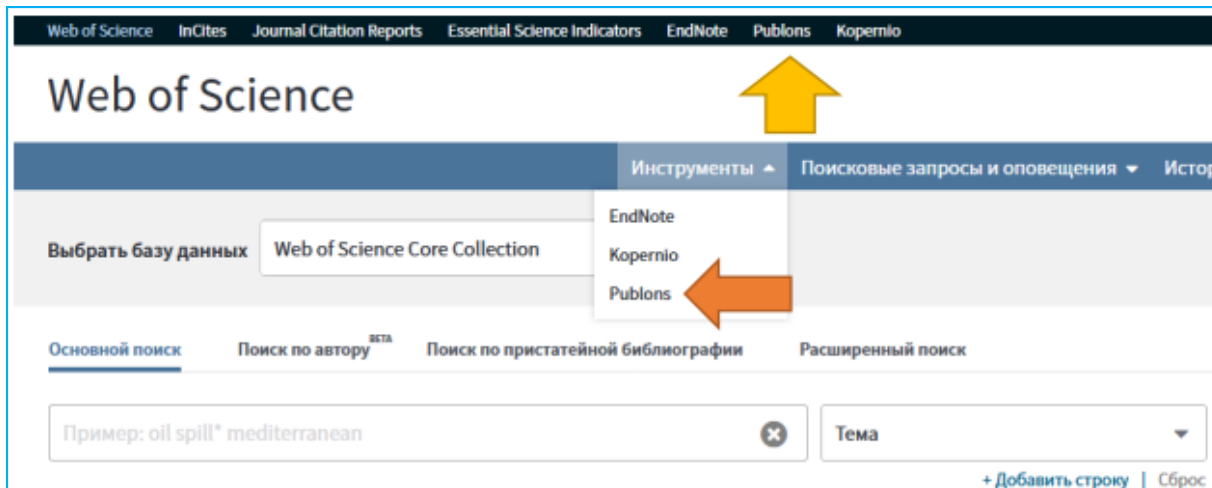 Web of Science InCites Journal Citation Reports Essential Science Indicators EndNote Publons Kopernio
Web of Science
Инструменты Поисковые запросы и оповещения Истор
EndNote
Выбрать базу данных Web of Science Core Collection
Kopernio
Publons
Основной поиск Поиск по автору BETA Поиск по пристатейной библиографии Расширенный поиск
Пример: oil spill* mediterranean Тема
+ Добавить строку | Сброс